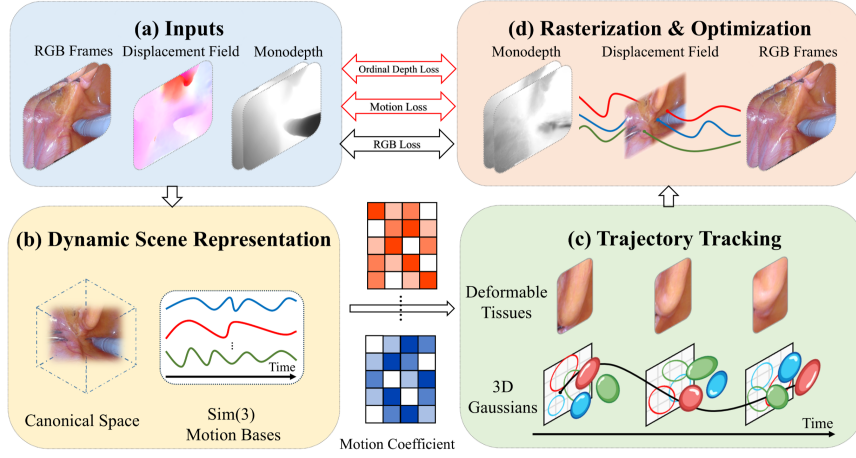 (a) Inputs
RGB Frames
Displacement Field
Monodepth
Ordinal Depth Loss
Motion Loss
RGB Loss
(d) Rasterization & Optimization
Monodepth
Displacement Field
RGB Frames
(b) Dynamic Scene Representation
Canonical Space
Time
Sim(3)
Motion Bases
Motion Coefficient
(c) Trajectory Tracking
Deformable
Tissues
3D
Gaussians
Time